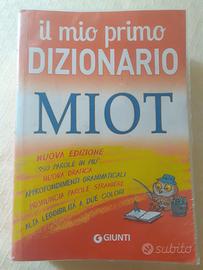 il mio primo
DIZIONARIO
MIOT
NUOVA EDIZIONE
PIÙ PAROLE IN PIÙ
NUOVA GRAFICA
APPROFONDIMENTI GRAMMATICALI
PRONUNCIA PAROLE STRANIERE
ALTA LEGGIBILITÀ A DUE COLORI
GIUNTI
subito